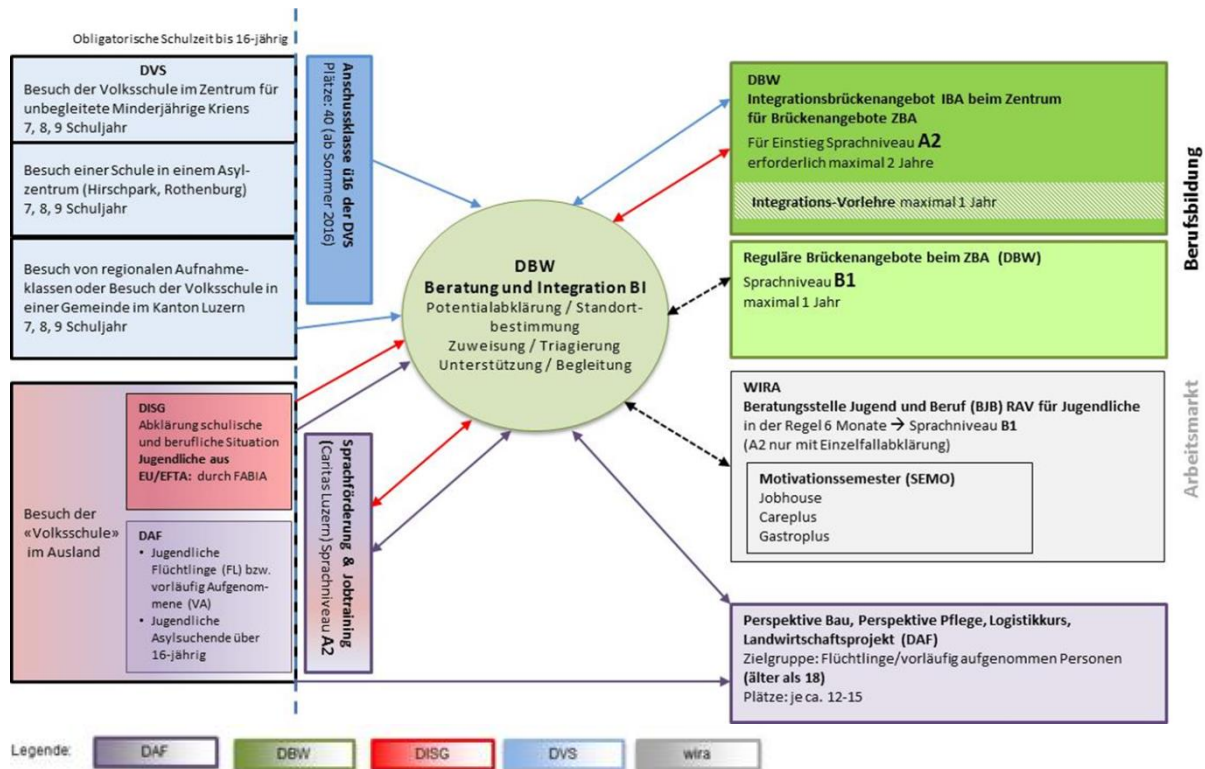 Obligatorische Schulzeit bis 16-jährig
DVS
Besuch der Volksschule im Zentrum für
unbegleitete Minderjährige Kriens
7, 8, 9 Schuljahr
Besuch einer Schule in einem Asyl-
zentrum (Hirschpark, Rothenburg)
7, 8, 9 Schuljahr
Besuch von regionalen Aufnahme-
klassen oder Besuch der Volksschule in
einer Gemeinde im Kanton Luzern
7, 8, 9 Schuljahr
Anschussklasse ü16 der DVS
Plätze: 40 (ab Sommer 2016)
Besuch der
«Volksschule»
im Ausland
DISG
Abklärung schulische
und berufliche Situation
Jugendliche aus
EU/EFTA: durch FABIA
DAF
• Jugendliche
Flüchtlinge (FL) bzw.
vorläufig Aufgenom-
mene (VA)
• Jugendliche
Asylsuchende über
16-jährig
Sprachförderung & Jobtraining
(Caritas Luzern) Sprachniveau A2
DBW
Beratung und Integration BI
Potentialabklärung / Standort-
bestimmung
Zuweisung / Triagierung
Unterstützung / Begleitung
DBW
Integrationsbrückenangebot IBA beim Zentrum
für Brückenangebote ZBA
Für Einstieg Sprachniveau A2
erforderlich maximal 2 Jahre
Integrations-Vorlehre maximal 1 Jahr
Reguläre Brückenangebote beim ZBA (DBW)
Sprachniveau B1
maximal 1 Jahr
Berufsbildung
WIRA
Beratungsstelle Jugend und Beruf (BJB) RAV für Jugendliche
in der Regel 6 Monate → Sprachniveau B1
(A2 nur mit Einzelfallabklärung)
Motivationssemester (SEMO)
Jobhouse
Careplus
Gastroplus
Arbeitsmarkt
Perspektive Bau, Perspektive Pflege, Logistikkurs,
Landwirtschaftsprojekt (DAF)
Zielgruppe: Flüchtlinge/vorläufig aufgenommen Personen
(älter als 18)
Plätze: je ca. 12-15
Legende:
DAF
DBW
DISG
DVS
wira